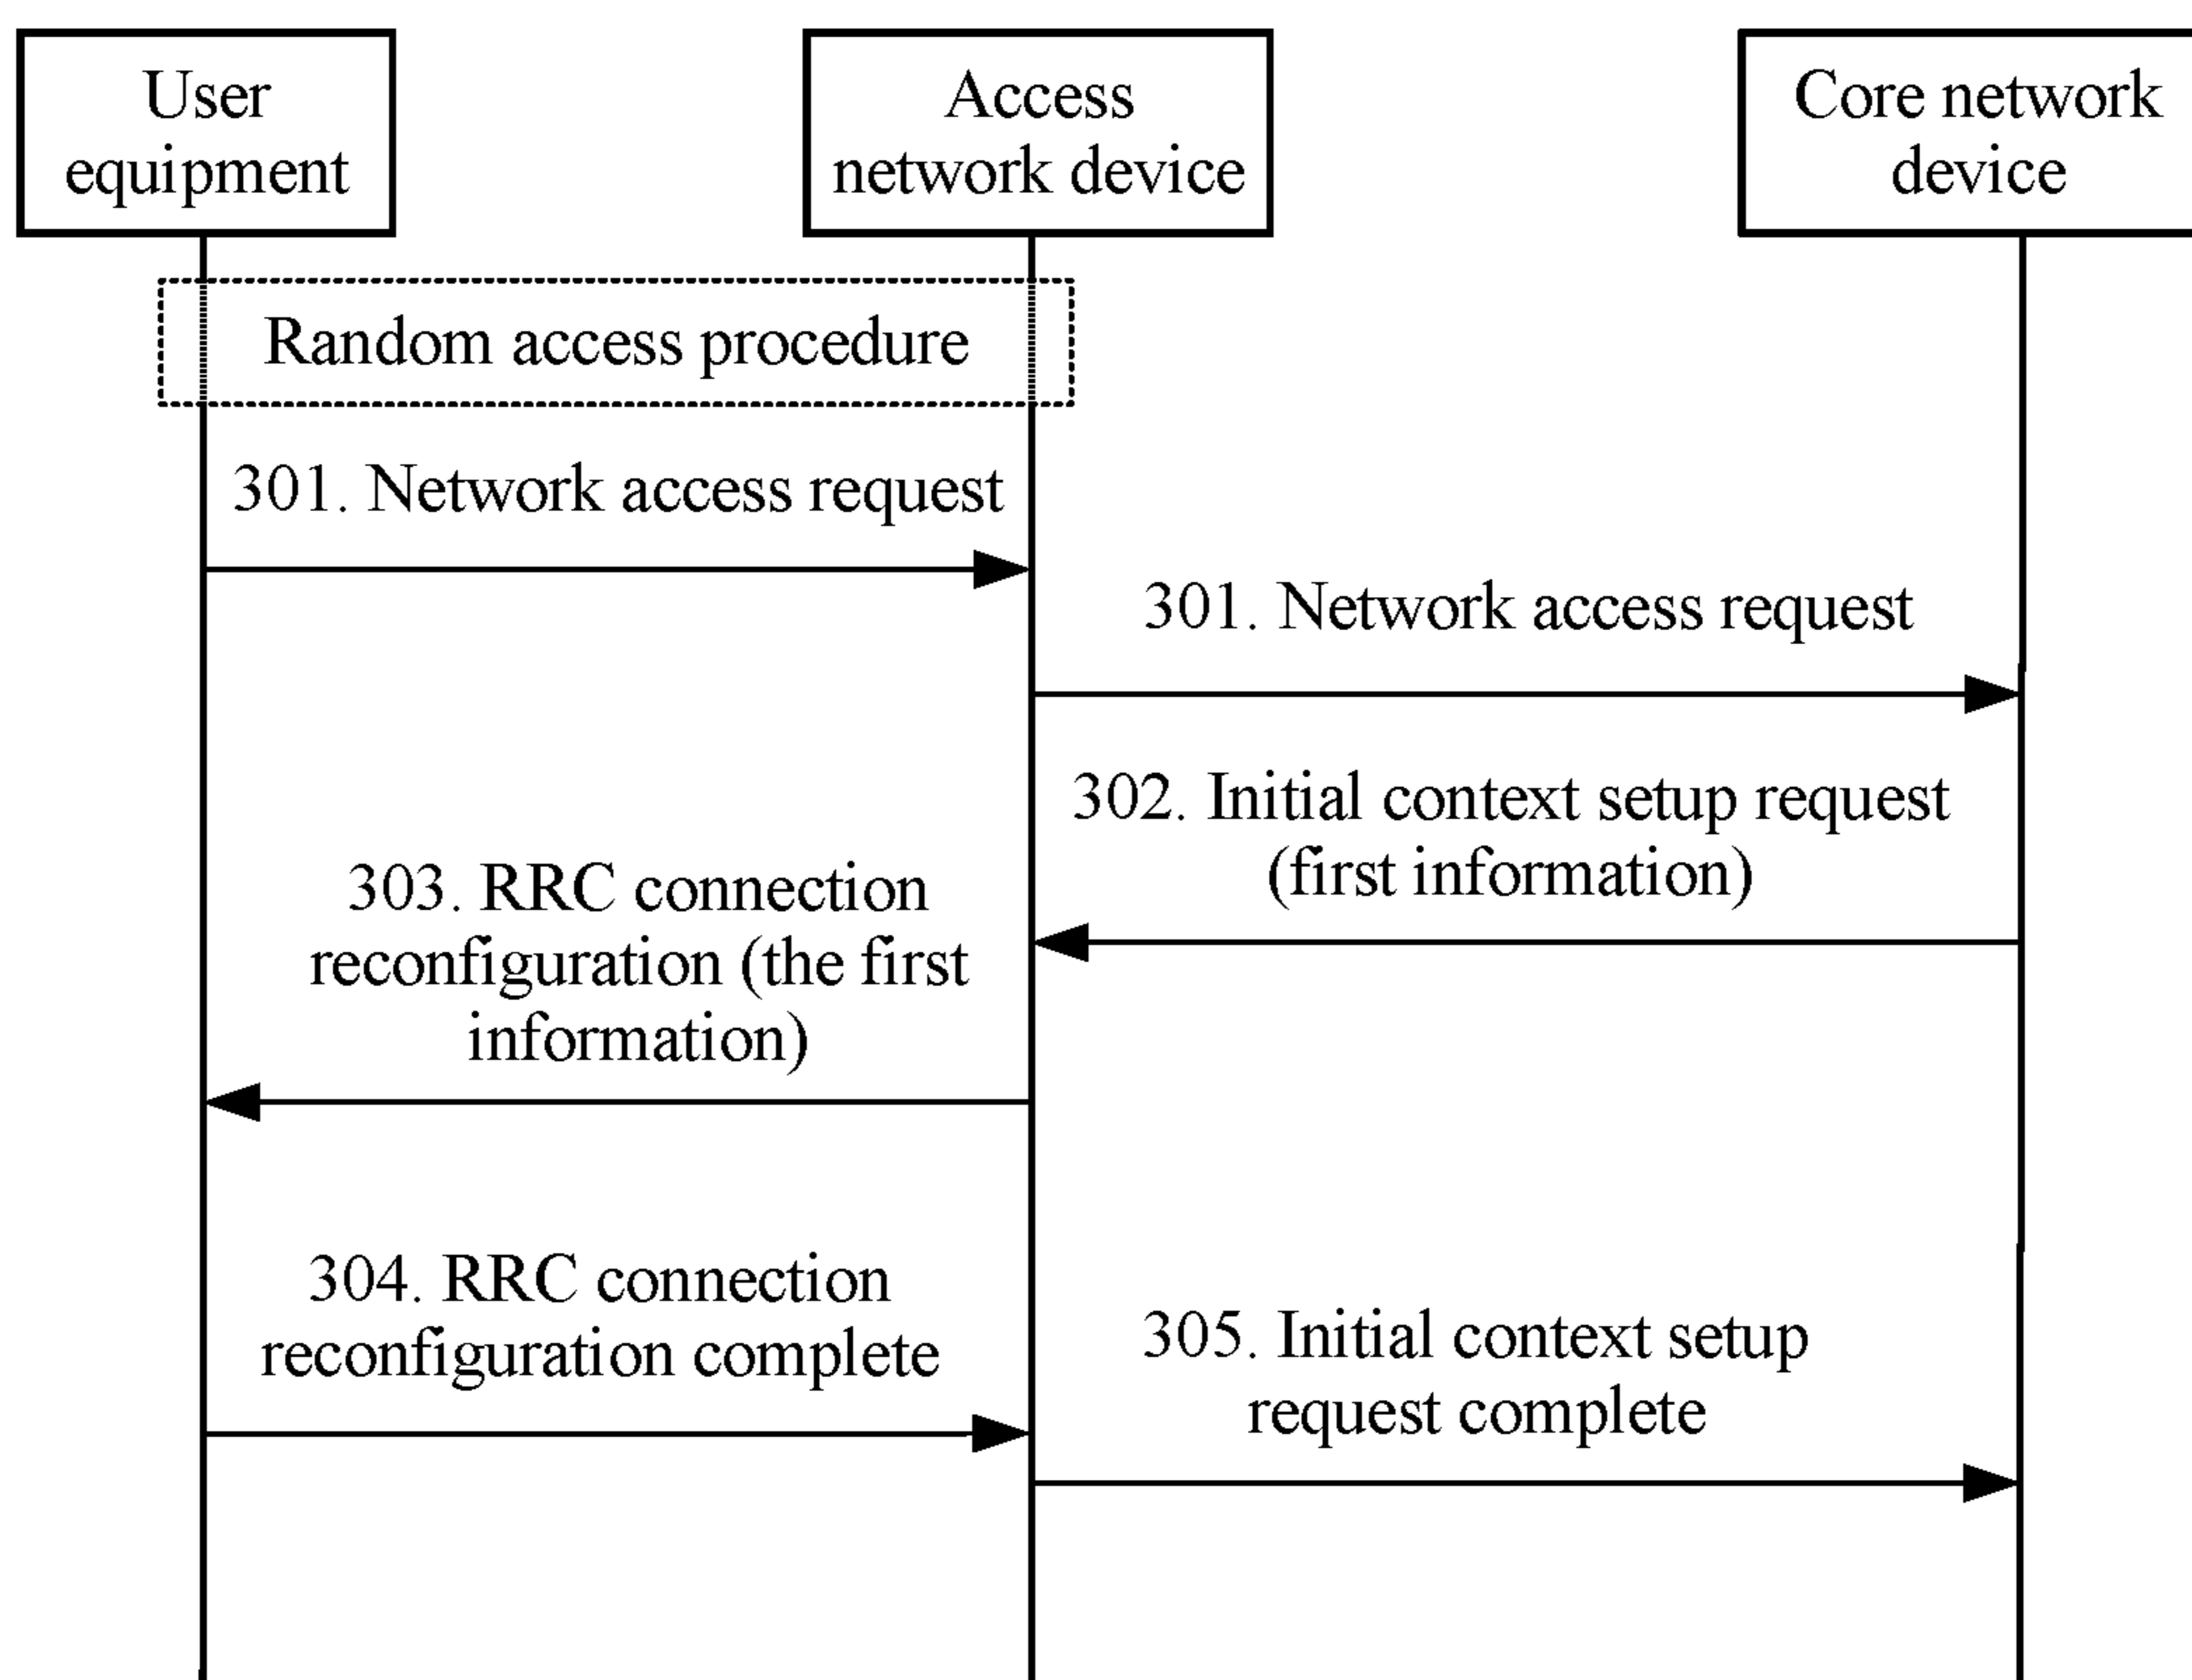 User
equipment
Access
network device
Core network
device
Random access procedure
301. Network access request
301. Network access request
302. Initial context setup request
(first information)
303. RRC connection
reconfiguration (the first
information)
304. RRC connection
reconfiguration complete
305. Initial context setup
request complete